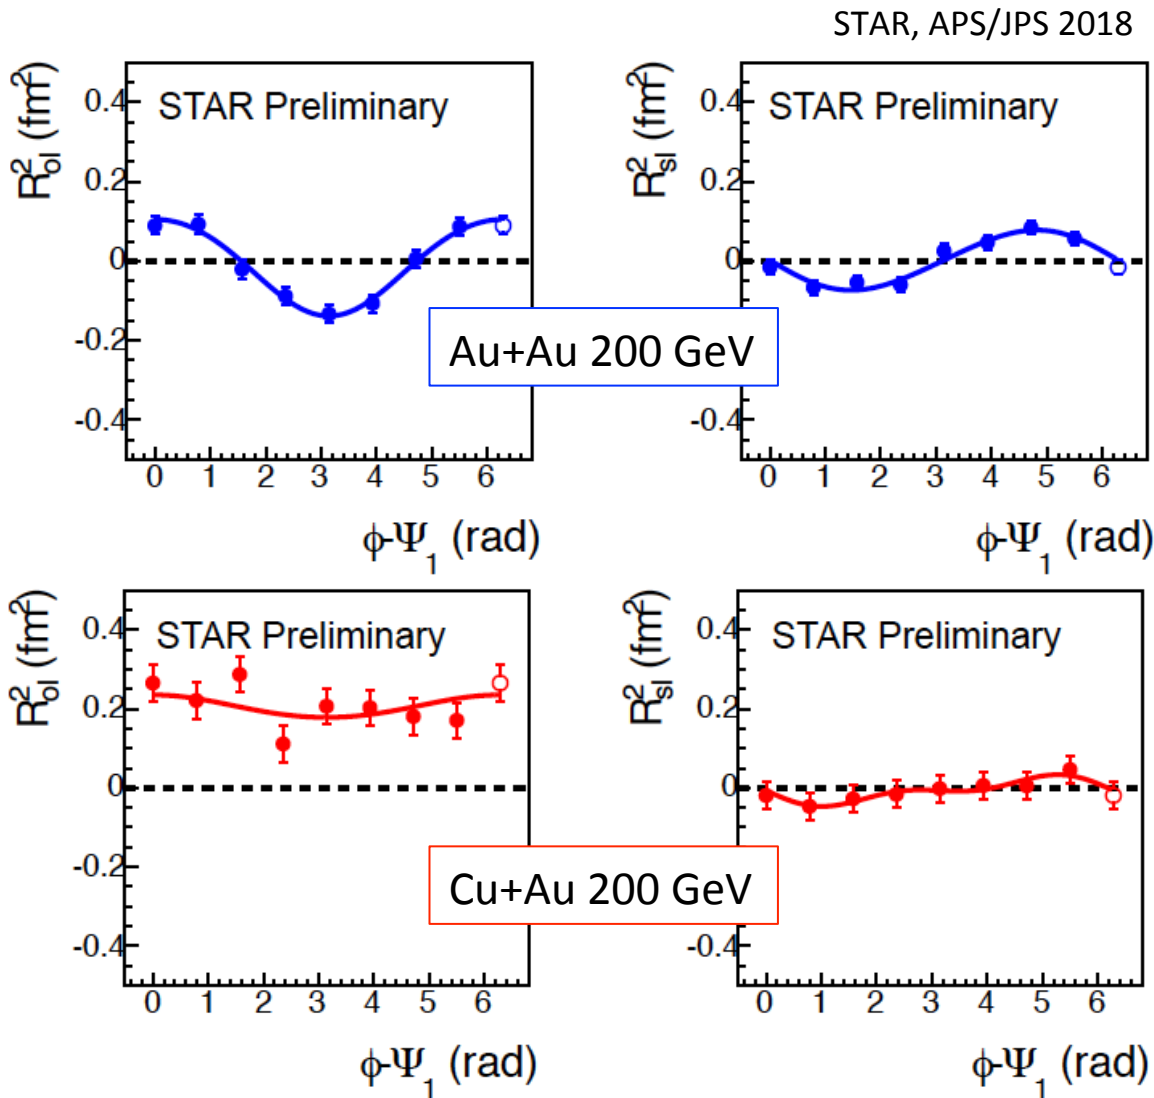 STAR, APS/JPS 2018
R²ol (fm²)
STAR Preliminary
0.4
0.2
0
-0.2
-0.4
0 1 2 3 4 5 6
ϕ-Ψ₁ (rad)
R²sl (fm²)
STAR Preliminary
0.4
0.2
0
-0.2
-0.4
0 1 2 3 4 5 6
ϕ-Ψ₁ (rad)
Au+Au 200 GeV
R²ol (fm²)
STAR Preliminary
0.4
0.2
0
-0.2
-0.4
0 1 2 3 4 5 6
ϕ-Ψ₁ (rad)
R²sl (fm²)
STAR Preliminary
0.4
0.2
0
-0.2
-0.4
0 1 2 3 4 5 6
ϕ-Ψ₁ (rad)
Cu+Au 200 GeV